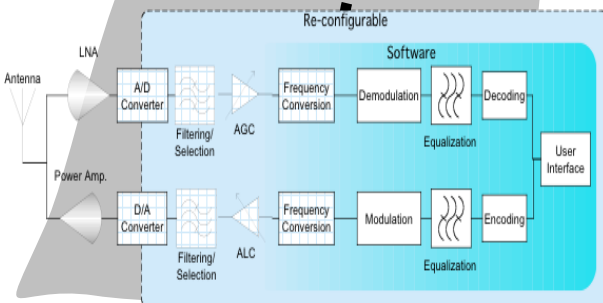 Re-configurable
Software
LNA
Antenna
A/D
Converter
Filtering/
Selection
AGC
Frequency
Conversion
Demodulation
Equalization
Decoding
User
Interface
Power Amp.
D/A
Converter
Filtering/
Selection
ALC
Frequency
Conversion
Modulation
Equalization
Encoding